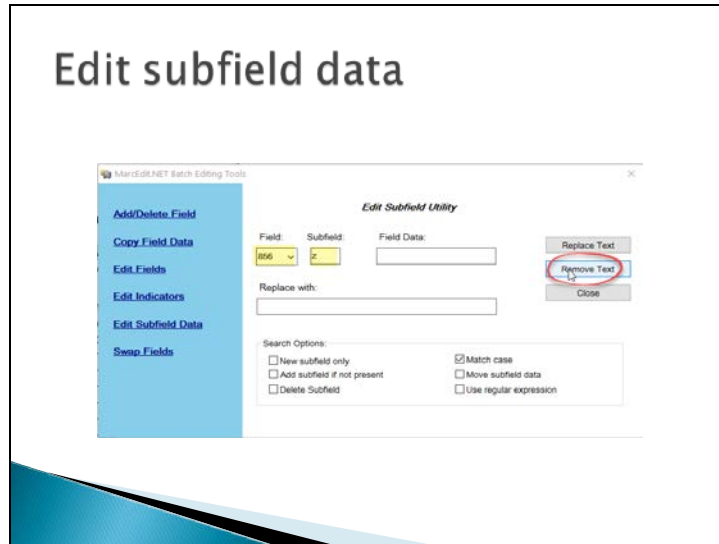 Edit subfield data
MarcEdit.NET Batch Editing Tools
Add/Delete Field
Copy Field Data
Edit Fields
Edit Indicators
Edit Subfield Data
Swap Fields
Edit Subfield Utility
Field: Subfield: Field Data:
856 z
Replace with:
Replace Text
Remove Text
Close
Search Options:
New subfield only
Add subfield if not present
Delete Subfield
Match case
Move subfield data
Use regular expression